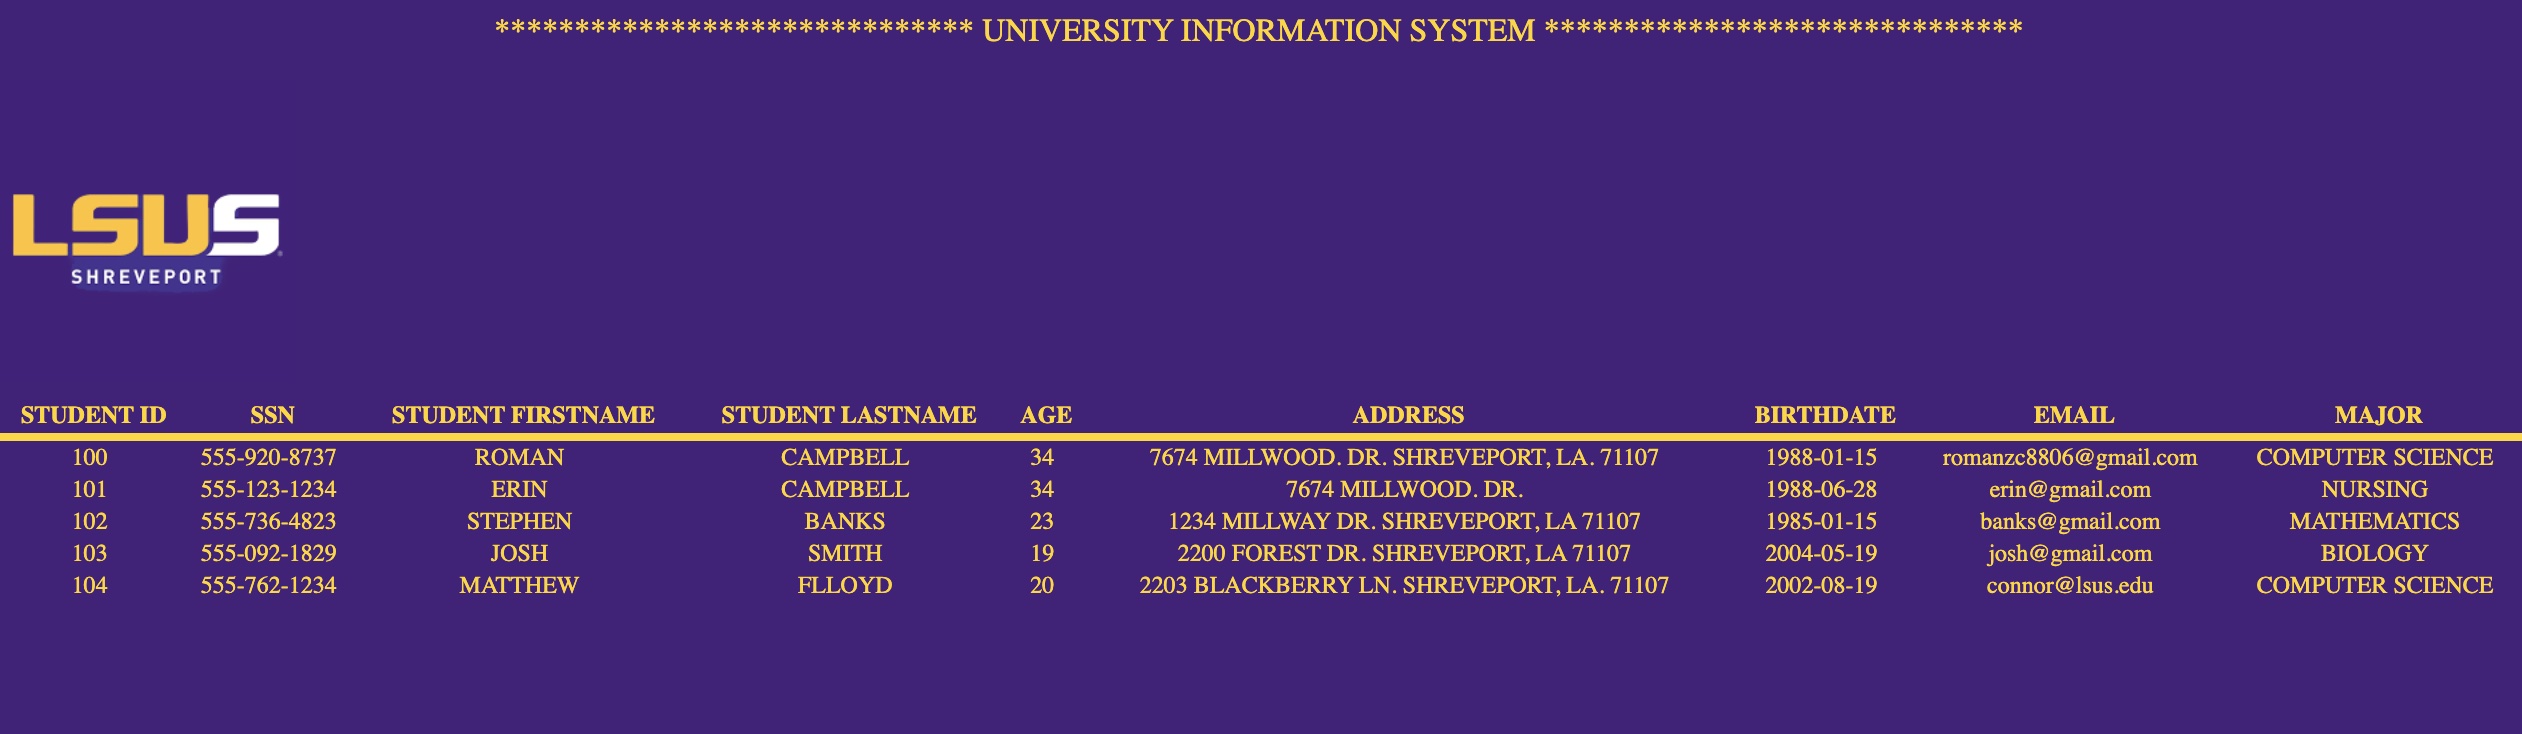 ****************************** UNIVERSITY INFORMATION SYSTEM ******************************
LSUS
SHREVEPORT
STUDENT ID SSN STUDENT FIRSTNAME STUDENT LASTNAME AGE ADDRESS BIRTHDATE EMAIL MAJOR
100 555-920-8737 ROMAN CAMPBELL 34 7674 MILLWOOD. DR. SHREVEPORT, LA. 71107 1988-01-15 romanzc8806@gmail.com COMPUTER SCIENCE
101 555-123-1234 ERIN CAMPBELL 34 7674 MILLWOOD. DR. 1988-06-28 erin@gmail.com NURSING
102 555-736-4823 STEPHEN BANKS 23 1234 MILLWAY DR. SHREVEPORT, LA 71107 1985-01-15 banks@gmail.com MATHEMATICS
103 555-092-1829 JOSH SMITH 19 2200 FOREST DR. SHREVEPORT, LA 71107 2004-05-19 josh@gmail.com BIOLOGY
104 555-762-1234 MATTHEW FLLOYD 20 2203 BLACKBERRY LN. SHREVEPORT, LA. 71107 2002-08-19 connor@lsus.edu COMPUTER SCIENCE